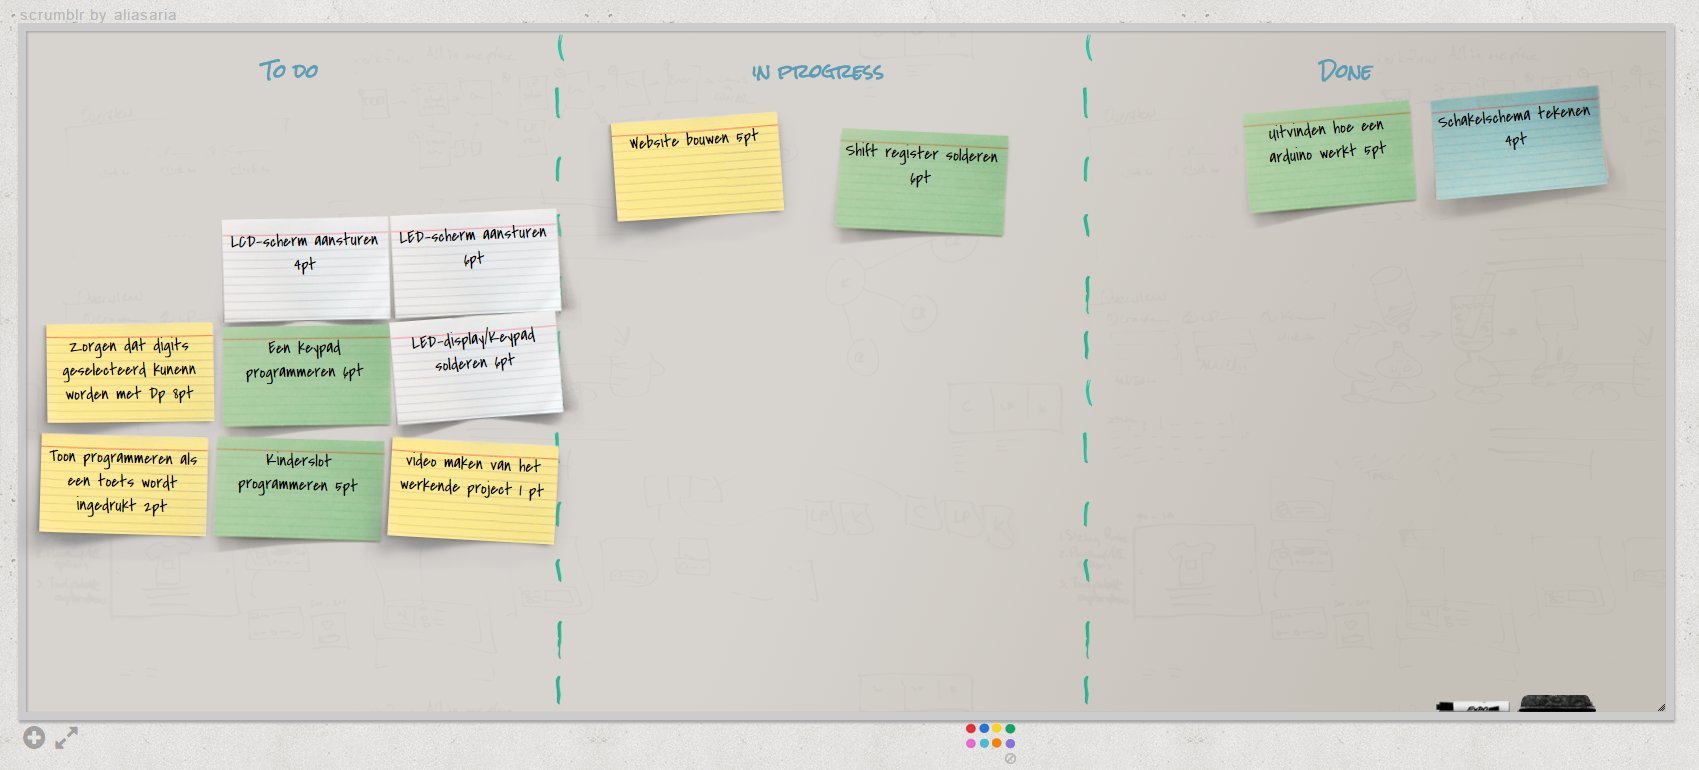 scrumblr by aliasaria
To do
in progress
Done
Website bouwen 5pt
Shift register solderen
6pt
Uitvinden hoe een
arduino werkt 5pt
Schakelschema tekenen
4pt
LCD-scherm aansturen
4pt
LED-scherm aansturen
6pt
Zorgen dat digits
geselecteerd kunenn
worden met Dp 8pt
Een keypad
programmeren 6pt
LED-display/Keypad
solderen 6pt
Toon programmeren als
een toets wordt
ingedrukt 2pt
Kinderslot
programmeren 5pt
video maken van het
werkende project 1 pt
EXPO